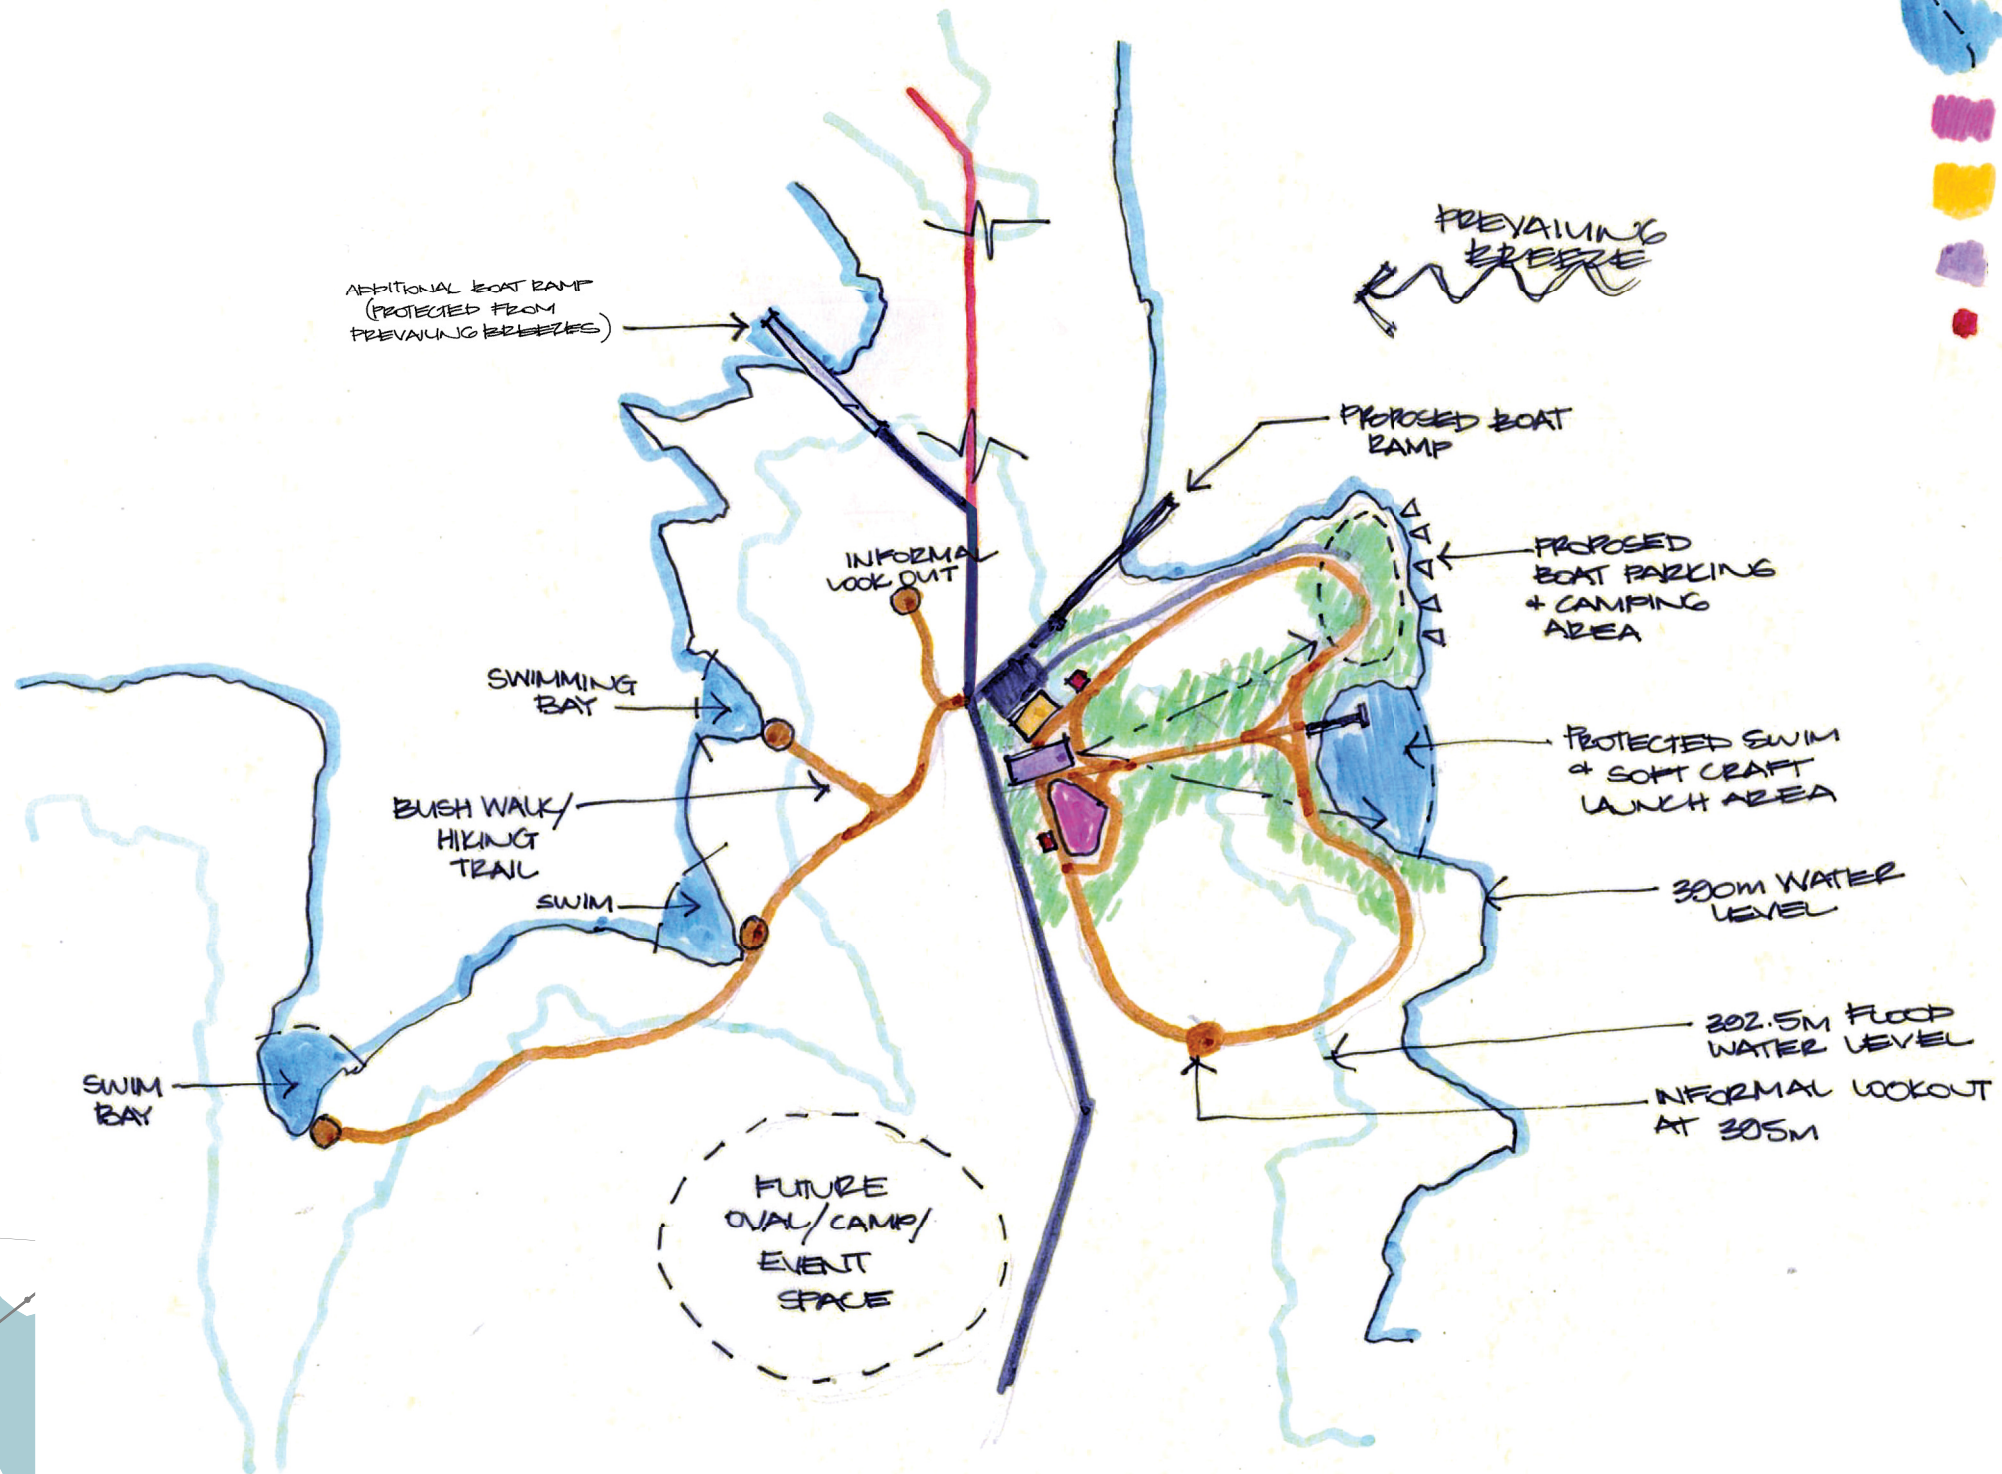 PREVAILING
BREEZE
ADDITIONAL BOAT RAMP
(PROTECTED FROM
PREVAILING BREEZES)
PROPOSED BOAT
RAMP
INFORMAL
LOOK OUT
PROPOSED
BOAT PARKING
+ CAMPING
AREA
SWIMMING
BAY
PROTECTED SWIM
+ SOFT CRAFT
LAUNCH AREA
BUSH WALK/
HIKING
TRAIL
SWIM
390M WATER
LEVEL
392.5M FLOOD
WATER LEVEL
SWIM
BAY
INFORMAL LOOKOUT
AT 395M
FUTURE
OVAL/CAMP/
EVENT
SPACE